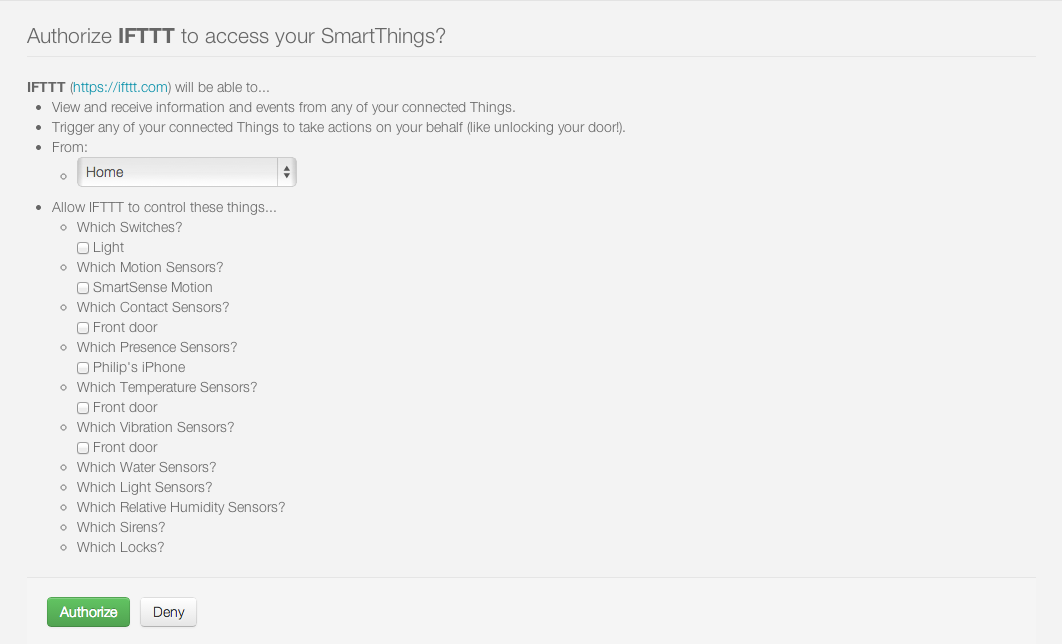 Authorize IFTTT to access your SmartThings?
IFTTT (https://ifttt.com) will be able to...
View and receive information and events from any of your connected Things.
Trigger any of your connected Things to take actions on your behalf (like unlocking your door!).
From:
Home
Allow IFTTT to control these things...
Which Switches?
Light
Which Motion Sensors?
SmartSense Motion
Which Contact Sensors?
Front door
Which Presence Sensors?
Philip's iPhone
Which Temperature Sensors?
Front door
Which Vibration Sensors?
Front door
Which Water Sensors?
Which Light Sensors?
Which Relative Humidity Sensors?
Which Sirens?
Which Locks?
Authorize Deny